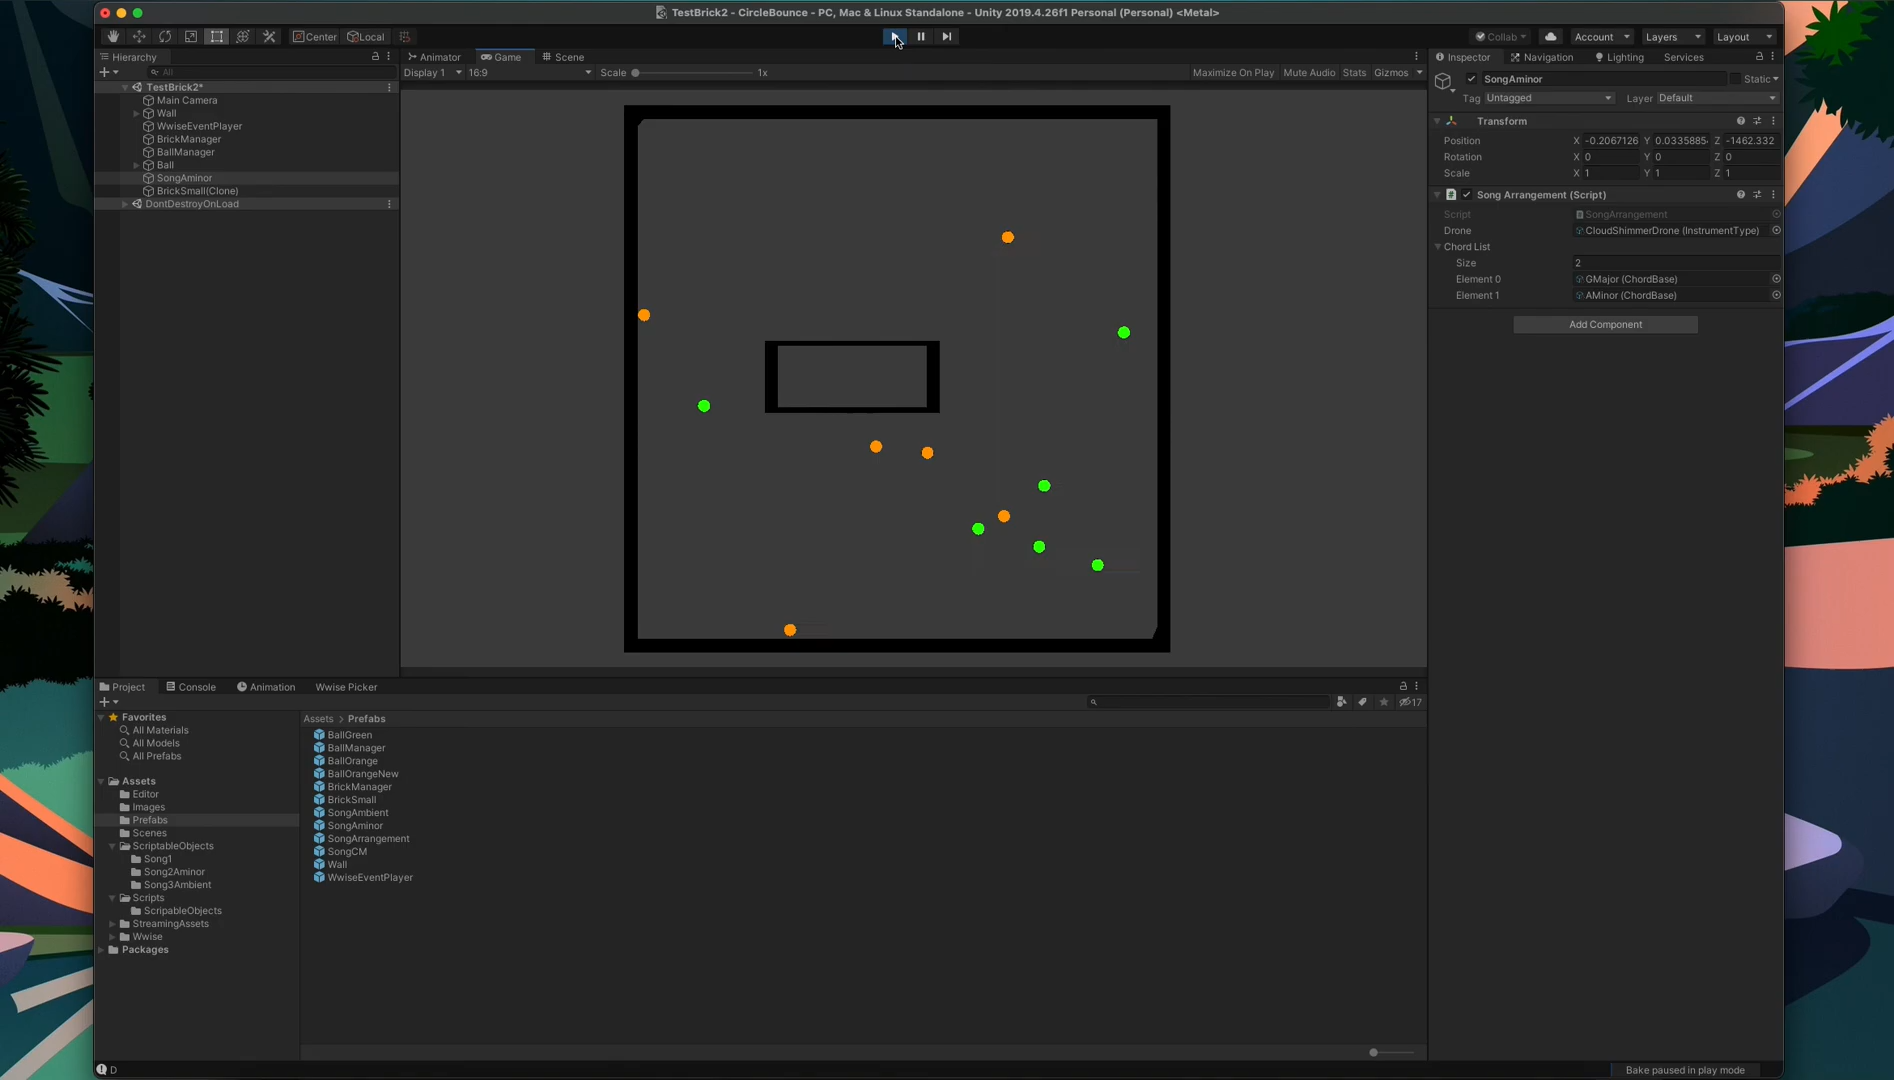 TestBrick2 - CircleBounce - PC, Mac & Linux Standalone - Unity 2019.4.26f1 Personal (Personal) <Metal>
Center Local Collab Account Layers Layout
Hierarchy
All
TestBrick2*
Main Camera
Wall
WwiseEventPlayer
BrickManager
BallManager
Ball
SongAminor
BrickSmall(Clone)
DontDestroyOnLoad
Animator Game Scene
Display 1 16:9 Scale 1x Maximize On Play Mute Audio Stats Gizmos
Inspector Navigation Lighting Services
SongAminor Static
Tag Untagged Layer Default
Transform
Position X -0.2067126 Y 0.0335885 Z -1462.332
Rotation X 0 Y 0 Z 0
Scale X 1 Y 1 Z 1
Song Arrangement (Script)
Script SongArrangement
Drone CloudShimmerDrone (InstrumentType)
Chord List
Size 2
Element 0 GMajor (ChordBase)
Element 1 AMinor (ChordBase)
Add Component
Project Console Animation Wwise Picker
17
Favorites
All Materials
All Models
All Prefabs
Assets
Editor
Images
Prefabs
Scenes
ScriptableObjects
Song1
Song2Aminor
Song3Ambient
Scripts
ScripableObjects
StreamingAssets
Wwise
Packages
Assets > Prefabs
BallGreen
BallManager
BallOrange
BallOrangeNew
BrickManager
BrickSmall
SongAmbient
SongAminor
SongArrangement
SongCM
Wall
WwiseEventPlayer
D
Bake paused in play mode